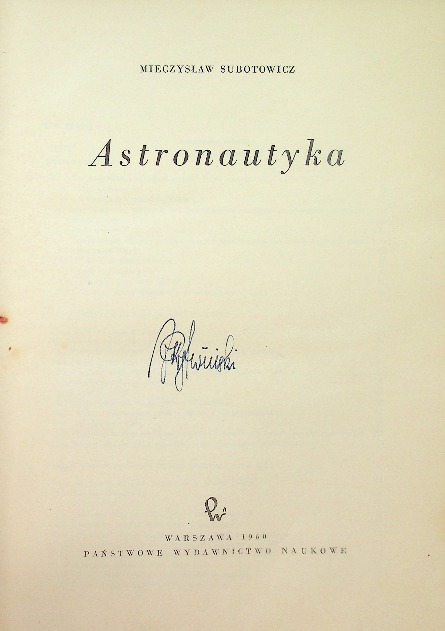 MIECZYSŁAW SUBOTOWICZ
Astronautyka
WARSZAWA 1960
PAŃSTWOWE WYDAWNICTWO NAUKOWE